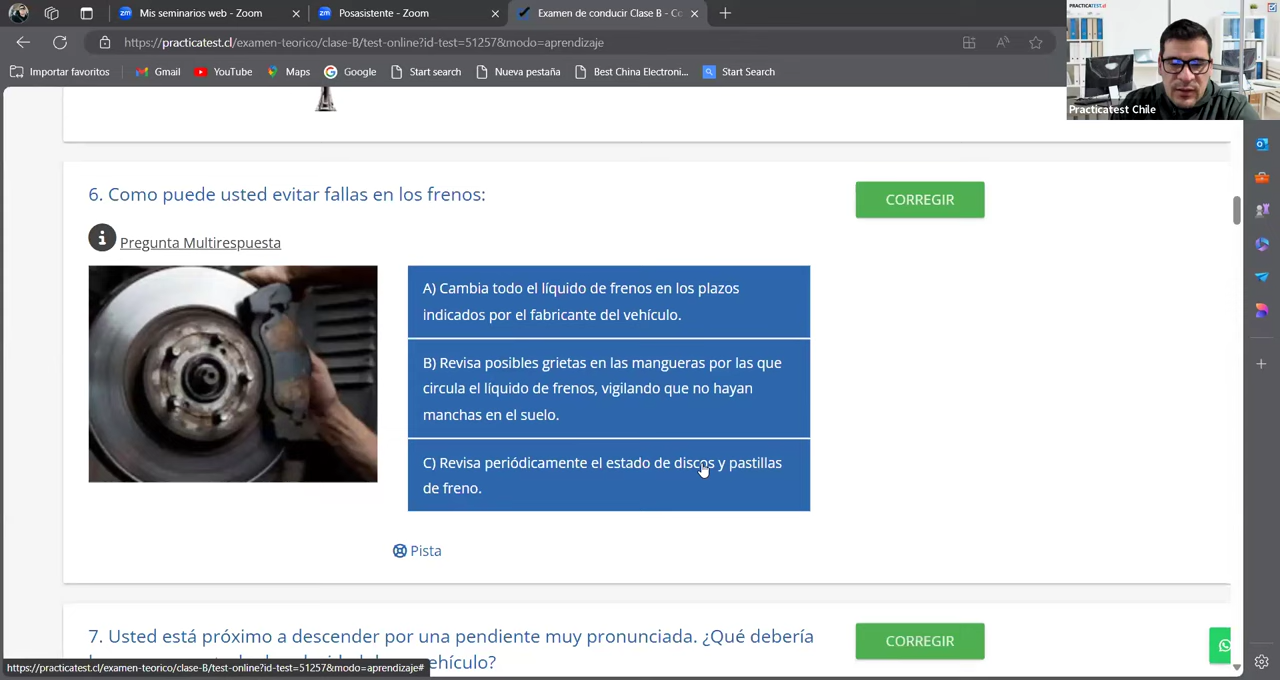 Mis seminarios web - Zoom
Posasistente - Zoom
Examen de conducir Clase B - Co
https://practicatest.cl/examen-teorico/clase-B/test-online?id-test=51257&modo=aprendizaje
Importar favoritos
Gmail
YouTube
Maps
Google
Start search
Nueva pestaña
Best China Electroni...
Start Search
PRACTICATEST.cl
Practicatest Chile
6. Como puede usted evitar fallas en los frenos:
CORREGIR
Pregunta Multirespuesta
A) Cambia todo el líquido de frenos en los plazos
indicados por el fabricante del vehículo.
B) Revisa posibles grietas en las mangueras por las que
circula el líquido de frenos, vigilando que no hayan
manchas en el suelo.
C) Revisa periódicamente el estado de discos y pastillas
de freno.
Pista
7. Usted está próximo a descender por una pendiente muy pronunciada. ¿Qué debería
CORREGIR
vehículo?
https://practicatest.cl/examen-teorico/clase-B/test-online?id-test=51257&modo=aprendizaje#